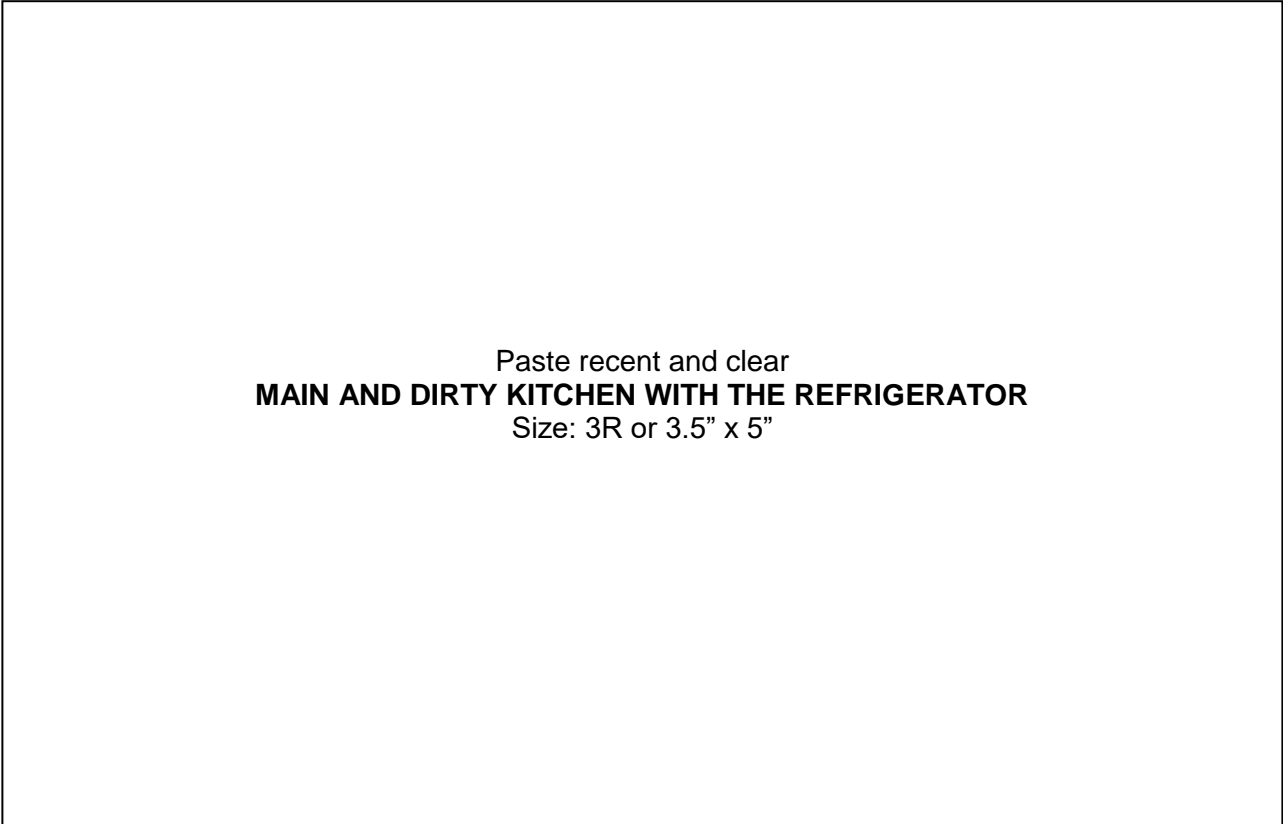 Paste recent and clear
MAIN AND DIRTY KITCHEN WITH THE REFRIGERATOR
Size: 3R or 3.5” x 5”